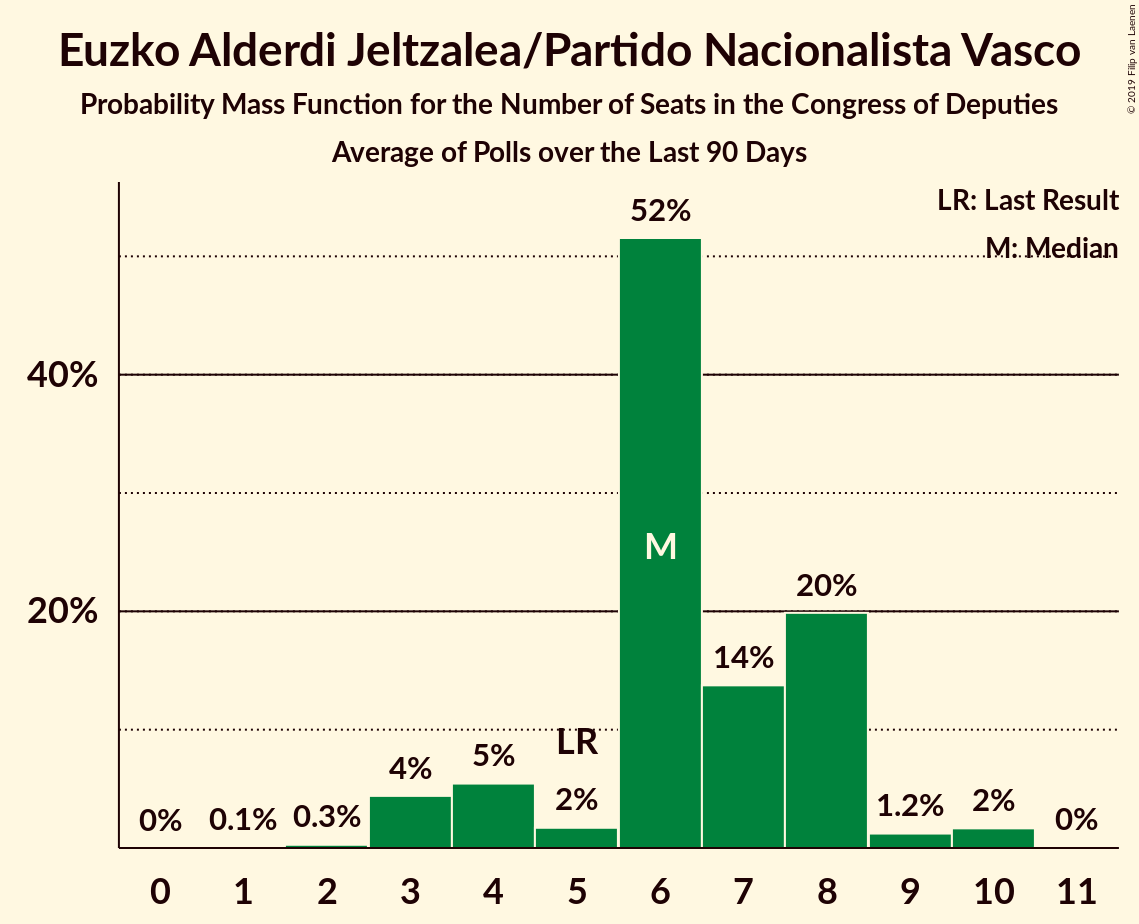 Euzko Alderdi Jeltzalea/Partido Nacionalista Vasco
Probability Mass Function for the Number of Seats in the Congress of Deputies
Average of Polls over the Last 90 Days
© 2019 Filip van Laenen
LR: Last Result
M: Median
40%
20%
0%
0.1%
0.3%
4%
5%
LR
2%
52%
M
14%
20%
1.2%
2%
0%
0 1 2 3 4 5 6 7 8 9 10 11